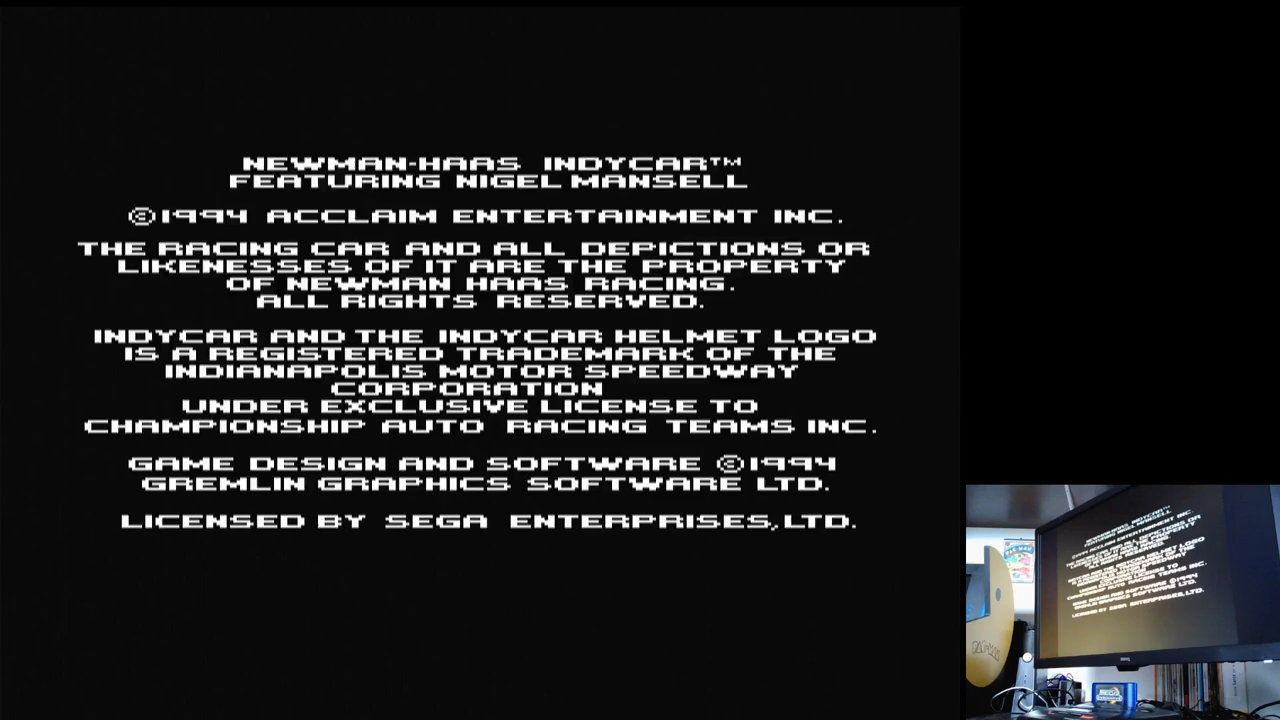 NEWMAN-HAAS INDYCAR™
FEATURING NIGEL MANSELL
©1994 ACCLAIM ENTERTAINMENT INC.
THE RACING CAR AND ALL DEPICTIONS OR
LIKENESSES OF IT ARE THE PROPERTY
OF NEWMAN HAAS RACING.
ALL RIGHTS RESERVED.
INDYCAR AND THE INDYCAR HELMET LOGO
IS A REGISTERED TRADEMARK OF THE
INDIANAPOLIS MOTOR SPEEDWAY
CORPORATION
UNDER EXCLUSIVE LICENSE TO
CHAMPIONSHIP AUTO RACING TEAMS INC.
GAME DESIGN AND SOFTWARE ©1994
GREMLIN GRAPHICS SOFTWARE LTD.
LICENSED BY SEGA ENTERPRISES,LTD.